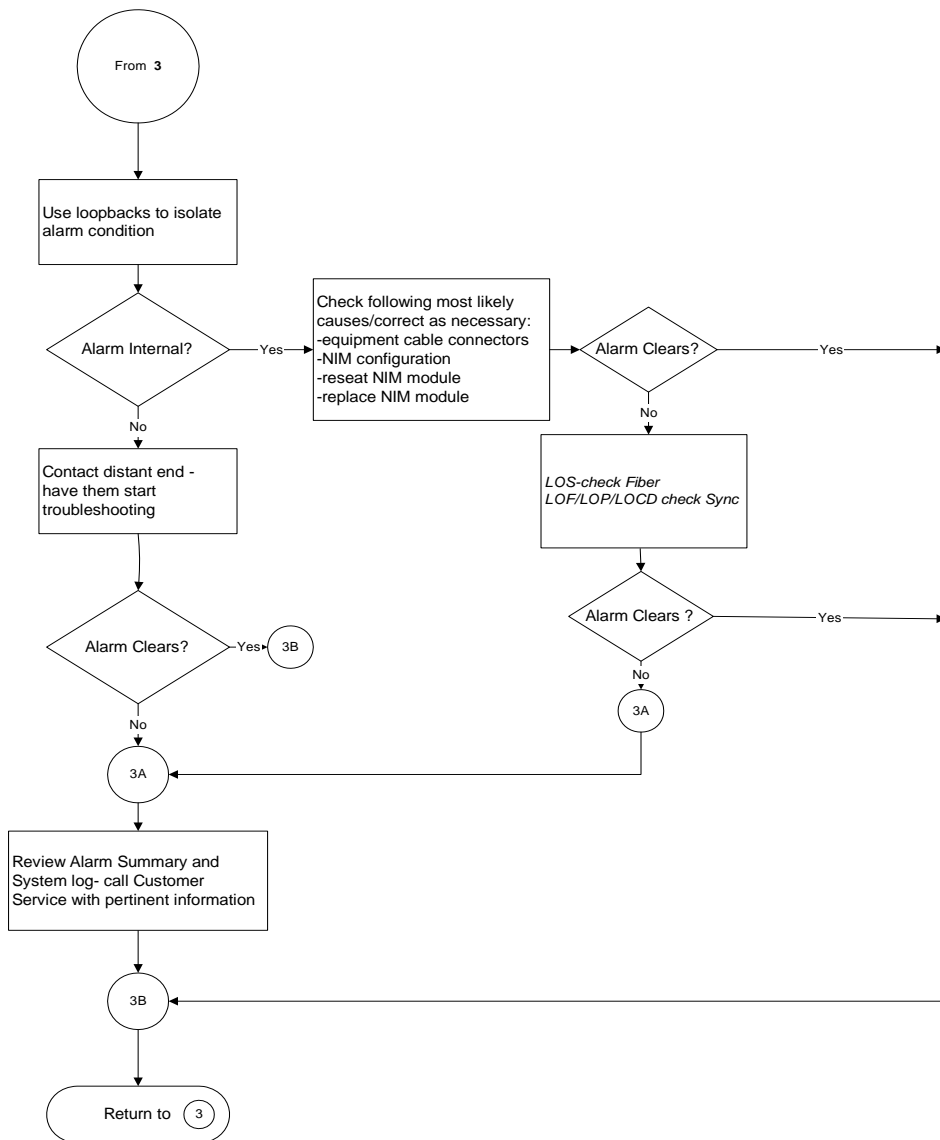 From 3
Use loopbacks to isolate
alarm condition
Alarm Internal?
Yes
Check following most likely
causes/correct as necessary:
-equipment cable connectors
-NIM configuration
-reseat NIM module
-replace NIM module
Alarm Clears?
Yes
No
No
Contact distant end -
have them start
troubleshooting
LOS-check Fiber
LOF/LOP/LOCD check Sync
Alarm Clears?
Yes
3B
Alarm Clears ?
Yes
No
3A
No
3A
Review Alarm Summary and
System log- call Customer
Service with pertinent information
3B
Return to 3